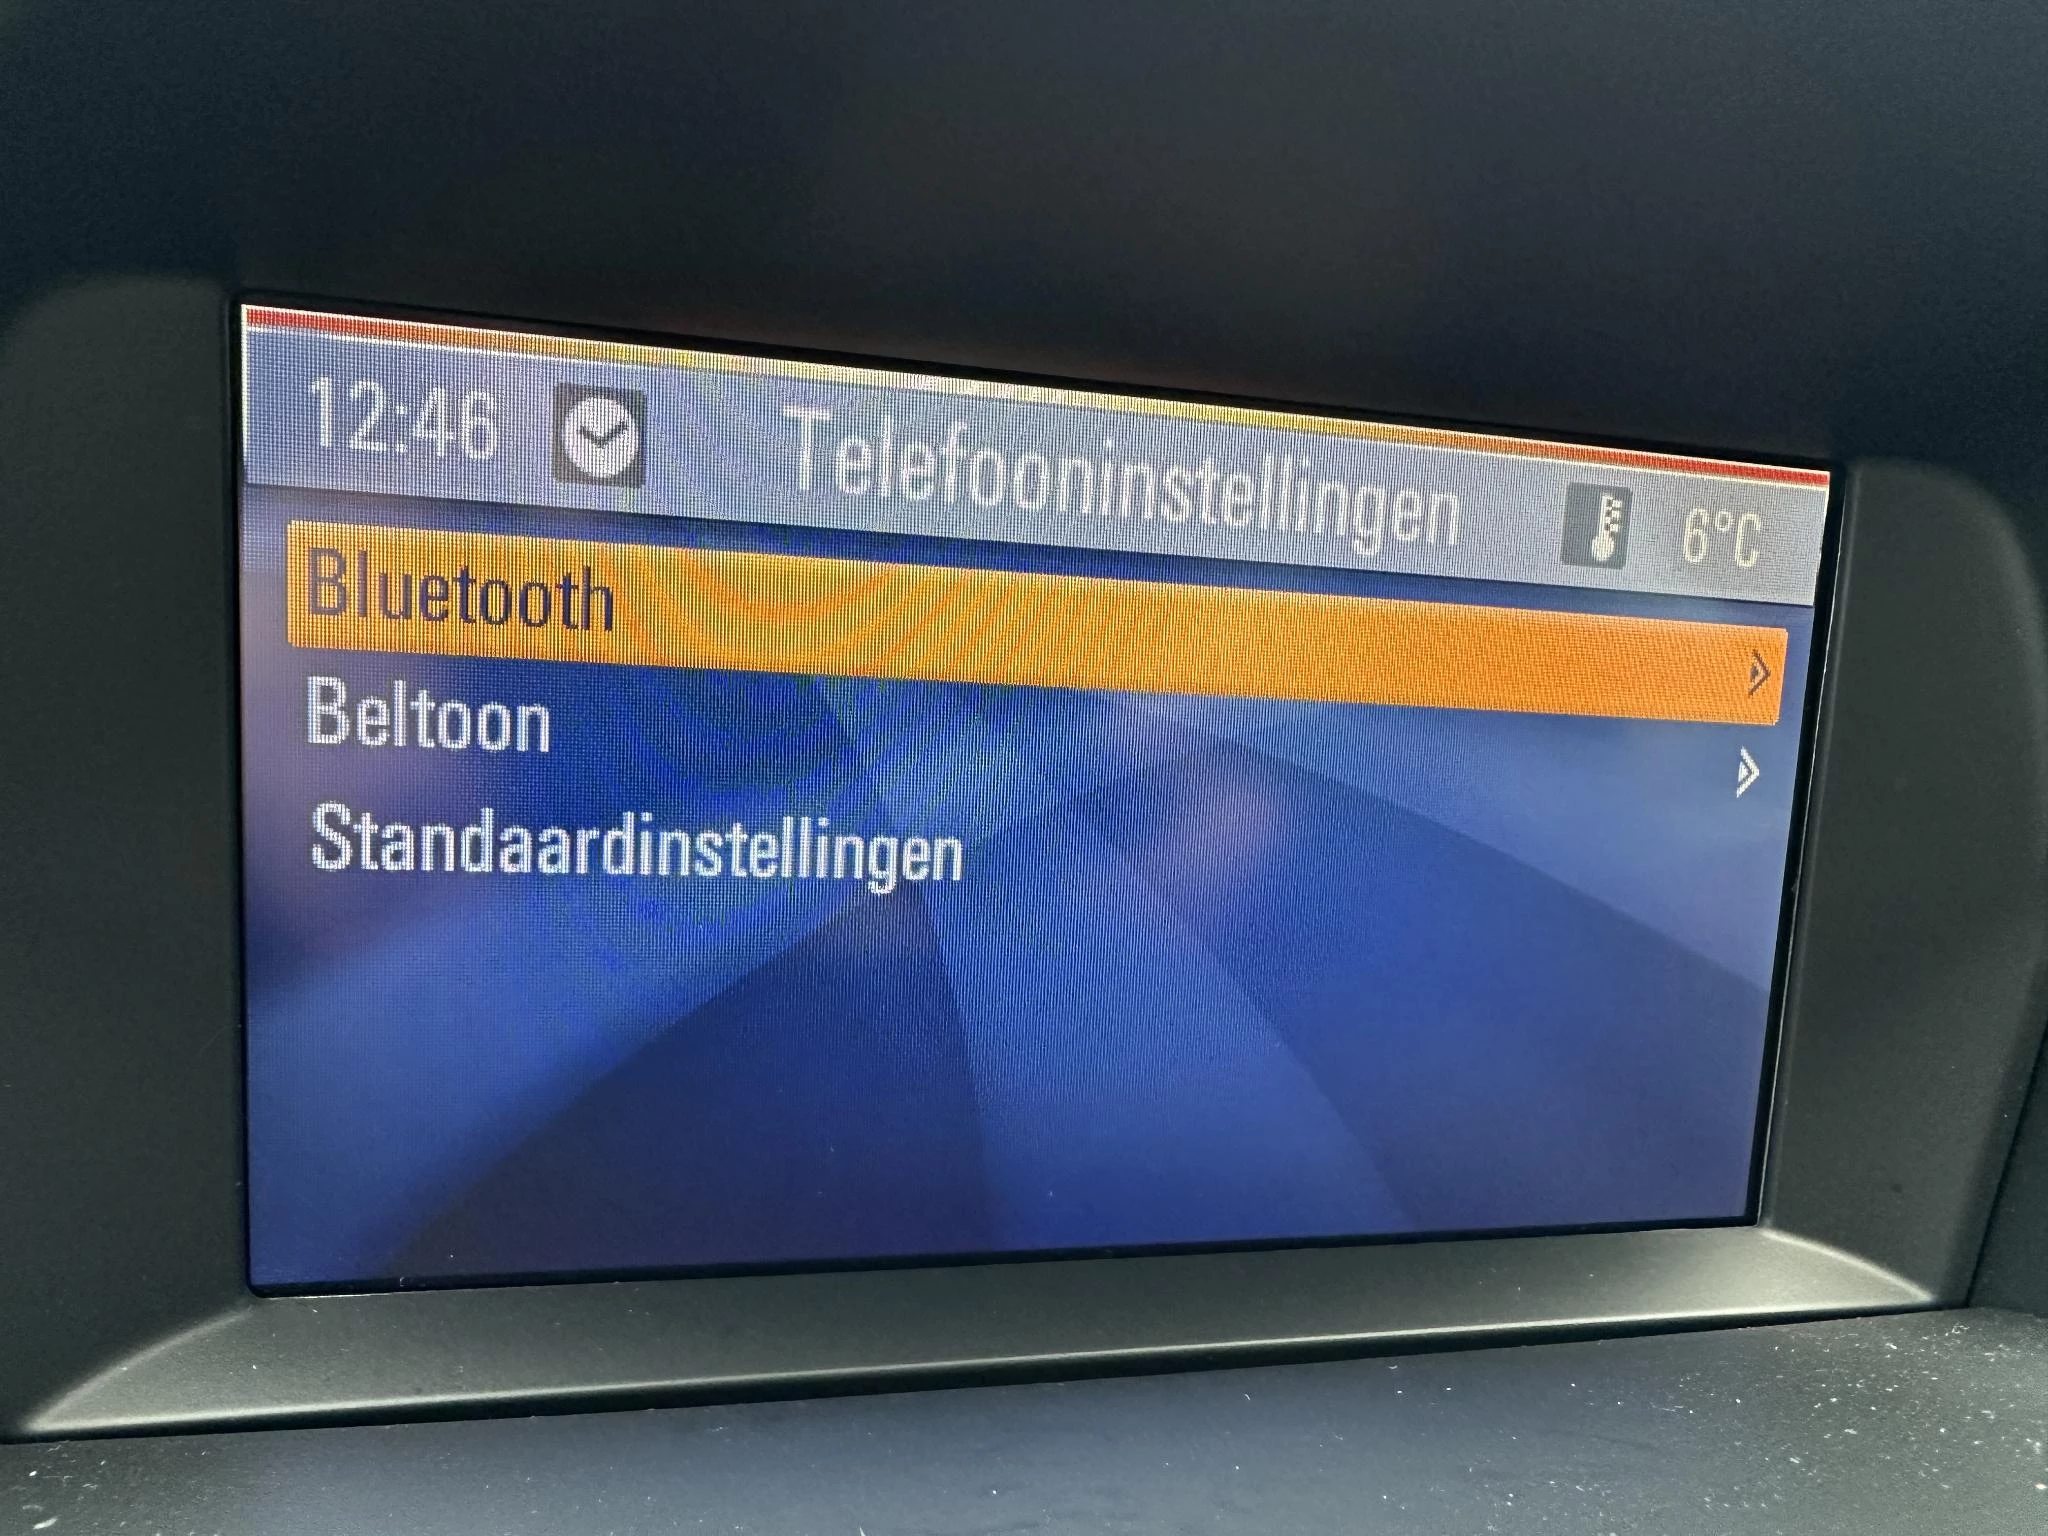 12:46 Telefooninstellingen 6°C
Bluetooth
Beltoon
Standaardinstellingen